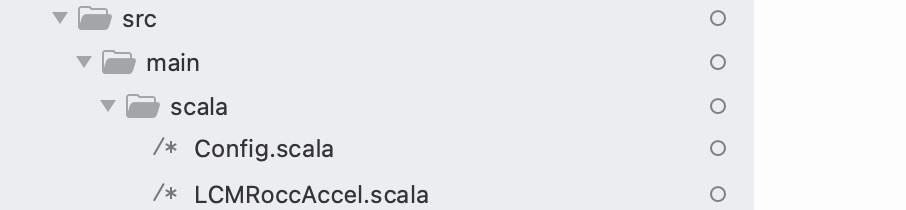 src
main
scala
/* Config.scala
/* LCMRoccAccel.scala